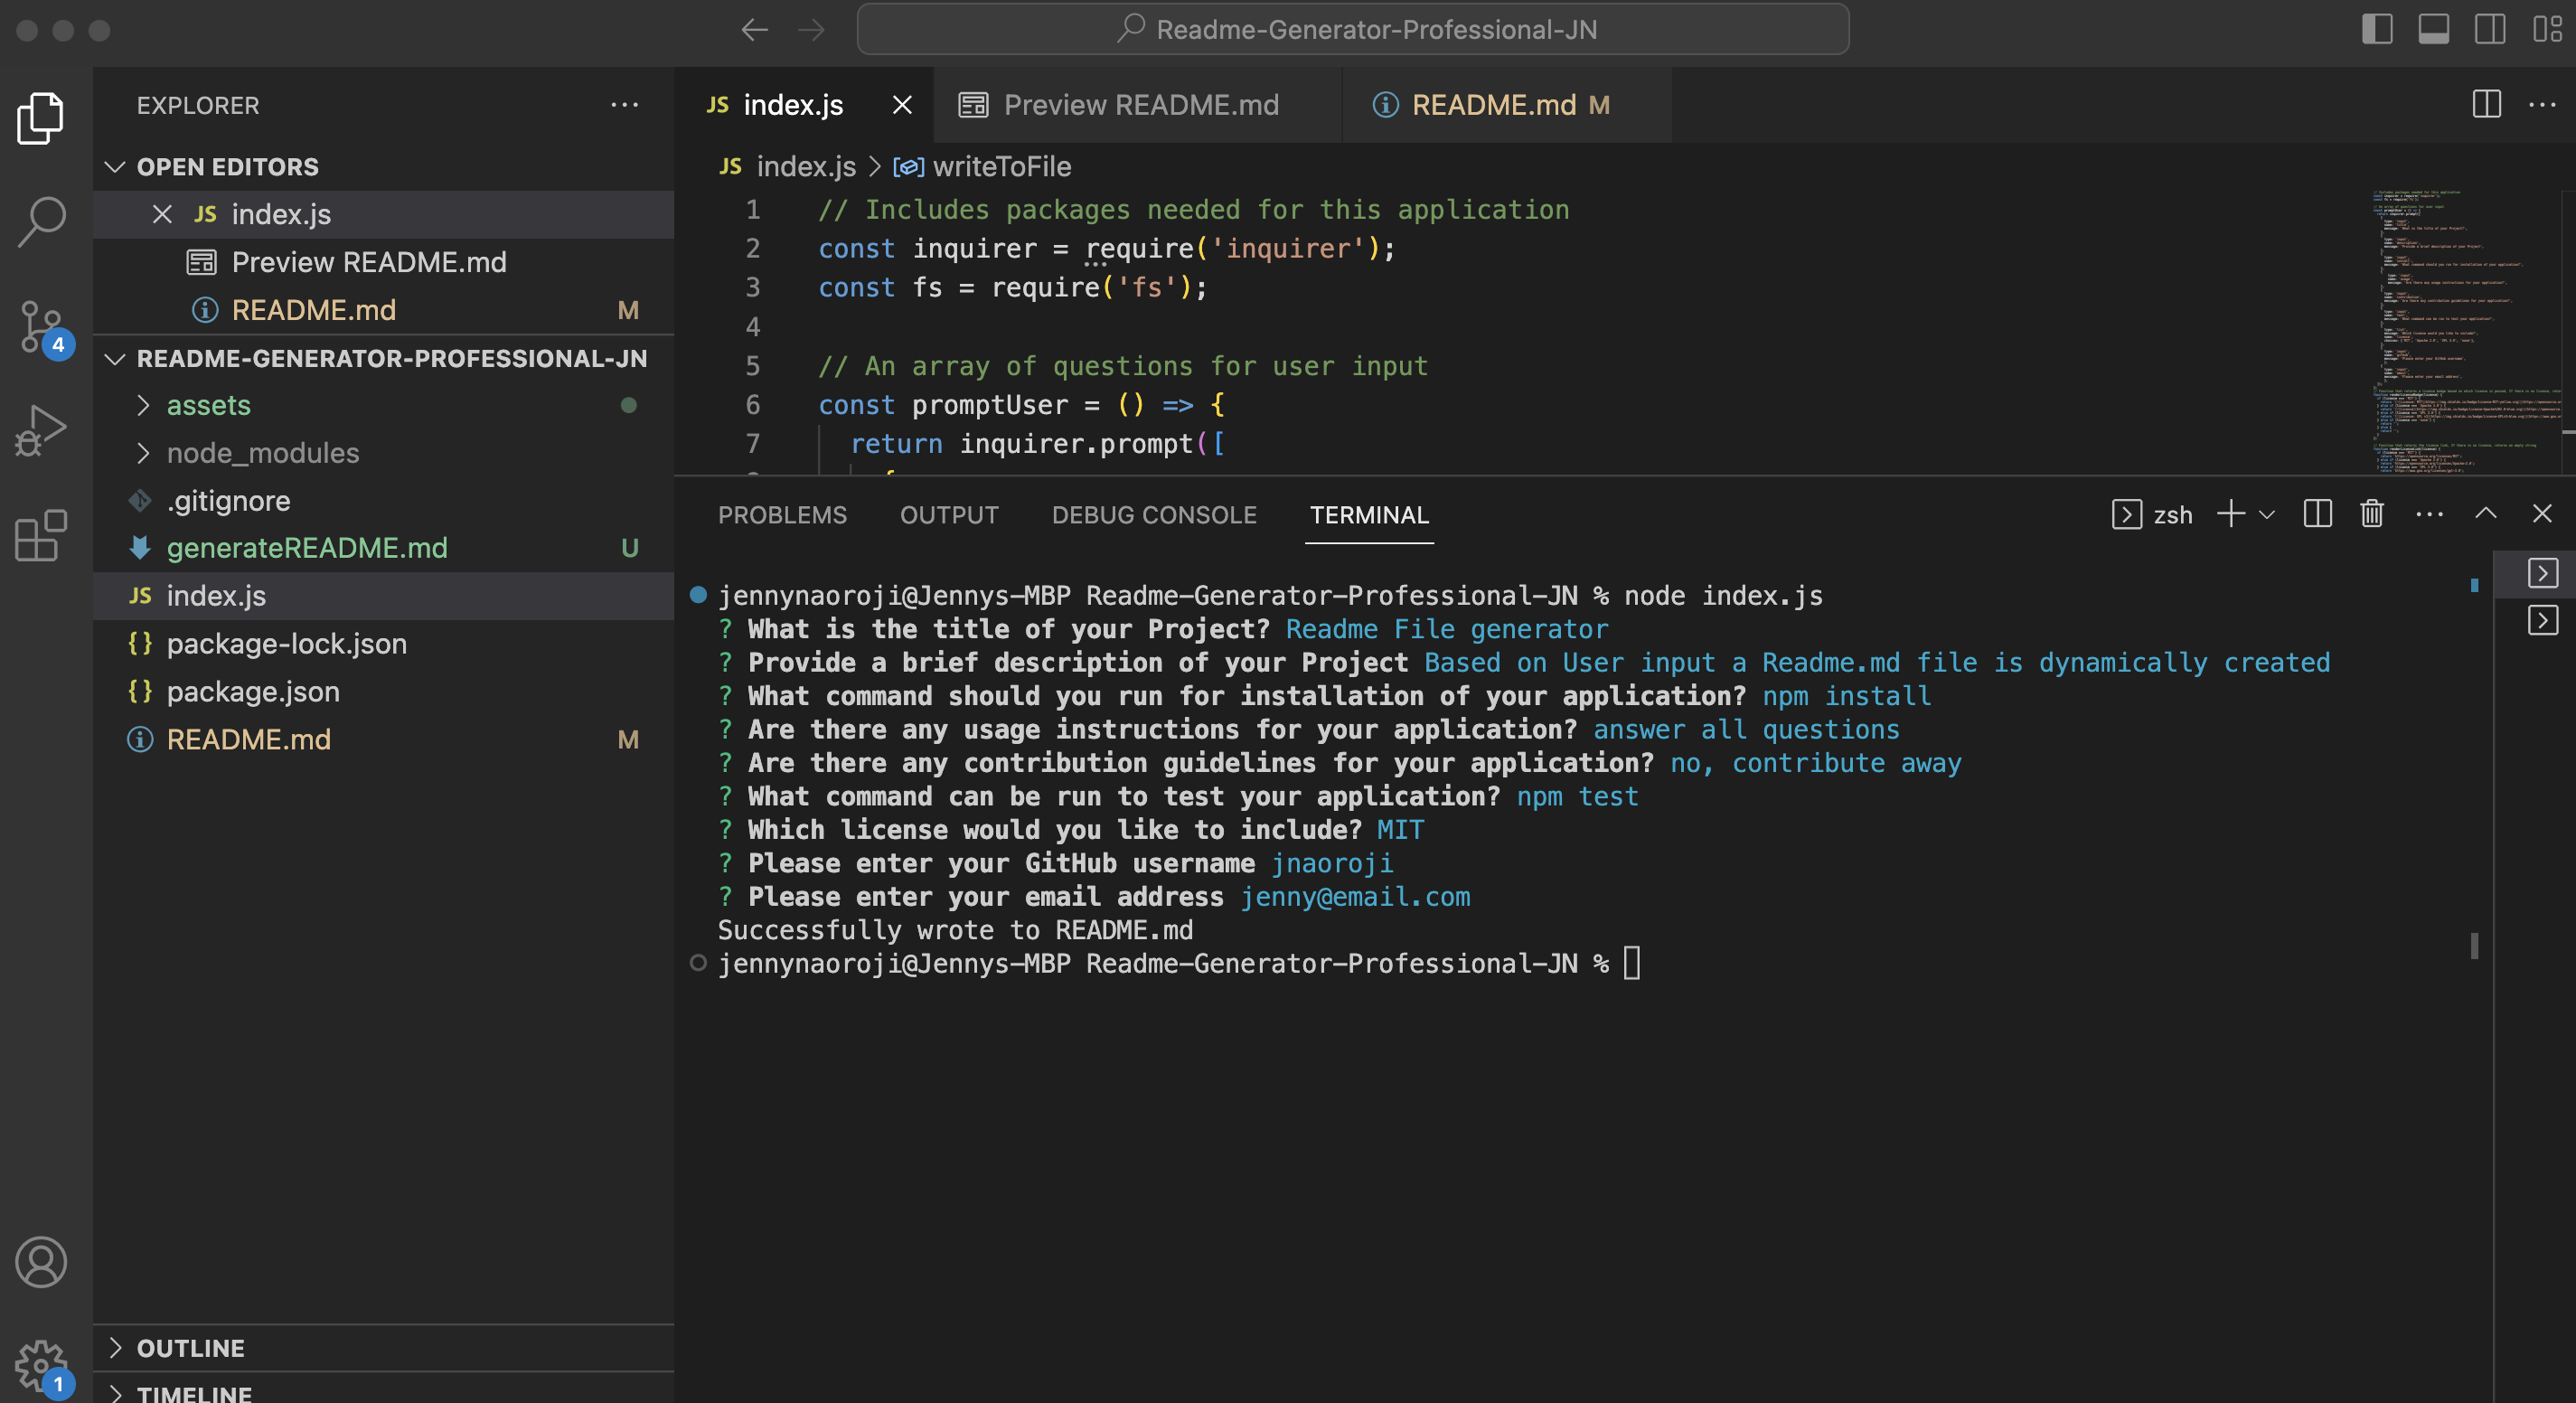 Readme-Generator-Professional-JN
EXPLORER
OPEN EDITORS
JS index.js
Preview README.md
README.md M
4
README-GENERATOR-PROFESSIONAL-JN
assets
node_modules
.gitignore
generateREADME.md U
JS index.js
{} package-lock.json
{} package.json
README.md M
OUTLINE
1
TIMELINE
JS index.js
Preview README.md
README.md M
JS index.js > writeToFile
1 // Includes packages needed for this application
2 const inquirer = require('inquirer');
3 const fs = require('fs');
4
5 // An array of questions for user input
6 const promptUser = () => {
7 return inquirer.prompt([
PROBLEMS OUTPUT DEBUG CONSOLE TERMINAL
zsh
jennynaoroji@Jennys-MBP Readme-Generator-Professional-JN % node index.js
? What is the title of your Project? Readme File generator
? Provide a brief description of your Project Based on User input a Readme.md file is dynamically created
? What command should you run for installation of your application? npm install
? Are there any usage instructions for your application? answer all questions
? Are there any contribution guidelines for your application? no, contribute away
? What command can be run to test your application? npm test
? Which license would you like to include? MIT
? Please enter your GitHub username jnaoroji
? Please enter your email address jenny@email.com
Successfully wrote to README.md
jennynaoroji@Jennys-MBP Readme-Generator-Professional-JN %